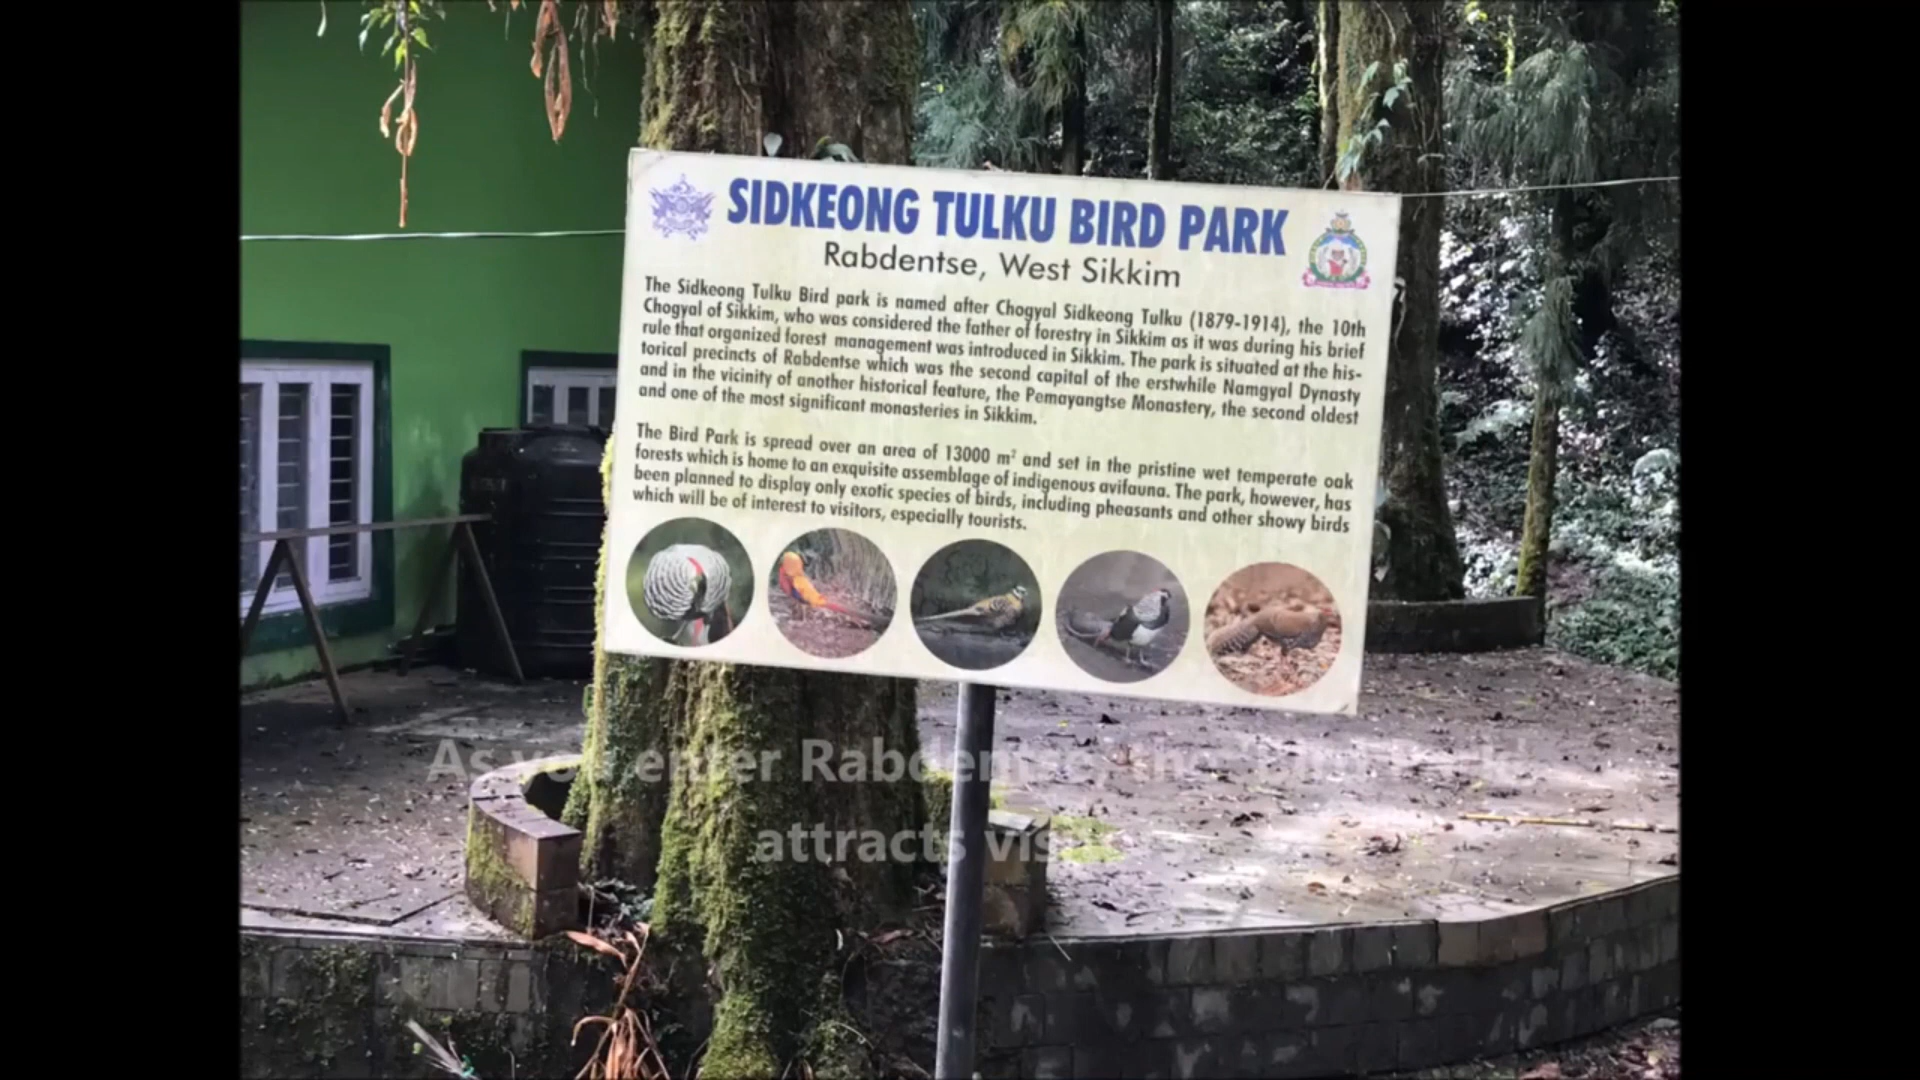 SIDKEONG TULKU BIRD PARK
Rabdentse, West Sikkim
The Sidkeong Tulku Bird park is named after Chogyal Sidkeong Tulku (1879-1914), the 10th
Chogyal of Sikkim, who was considered the father of forestry in Sikkim as it was during his brief
rule that organized forest management was introduced in Sikkim. The park is situated at the his-
torical precincts of Rabdentse which was the second capital of the erstwhile Namgyal Dynasty
and in the vicinity of another historical feature, the Pemayangtse Monastery, the second oldest
and one of the most significant monasteries in Sikkim.
The Bird Park is spread over an area of 13000 m² and set in the pristine wet temperate oak
forests which is home to an exquisite assemblage of indigenous avifauna. The park, however, has
been planned to display only exotic species of birds, including pheasants and other showy birds
which will be of interest to visitors, especially tourists.
As you enter Rabdentse, the Bird Park
attracts